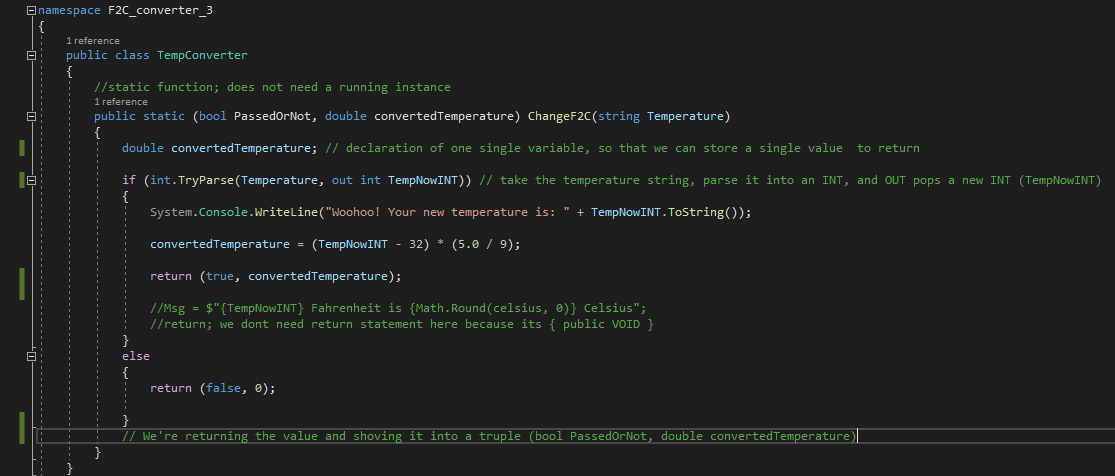 namespace F2C_converter_3
{
1 reference
public class TempConverter
{
//static function; does not need a running instance
1 reference
public static (bool PassedOrNot, double convertedTemperature) ChangeF2C(string Temperature)
{
double convertedTemperature; // declaration of one single variable, so that we can store a single value  to return
if (int.TryParse(Temperature, out int TempNowINT)) // take the temperature string, parse it into an INT, and OUT pops a new INT (TempNowINT)
{
System.Console.WriteLine("Woohoo! Your new temperature is: " + TempNowINT.ToString());
convertedTemperature = (TempNowINT - 32) * (5.0 / 9);
return (true, convertedTemperature);
//Msg = $"{TempNowINT} Fahrenheit is {Math.Round(celsius, 0)} Celsius";
//return; we dont need return statement here because its { public VOID }
}
else
{
return (false, 0);
}
// We're returning the value and shoving it into a truple (bool PassedOrNot, double convertedTemperature)
}
}